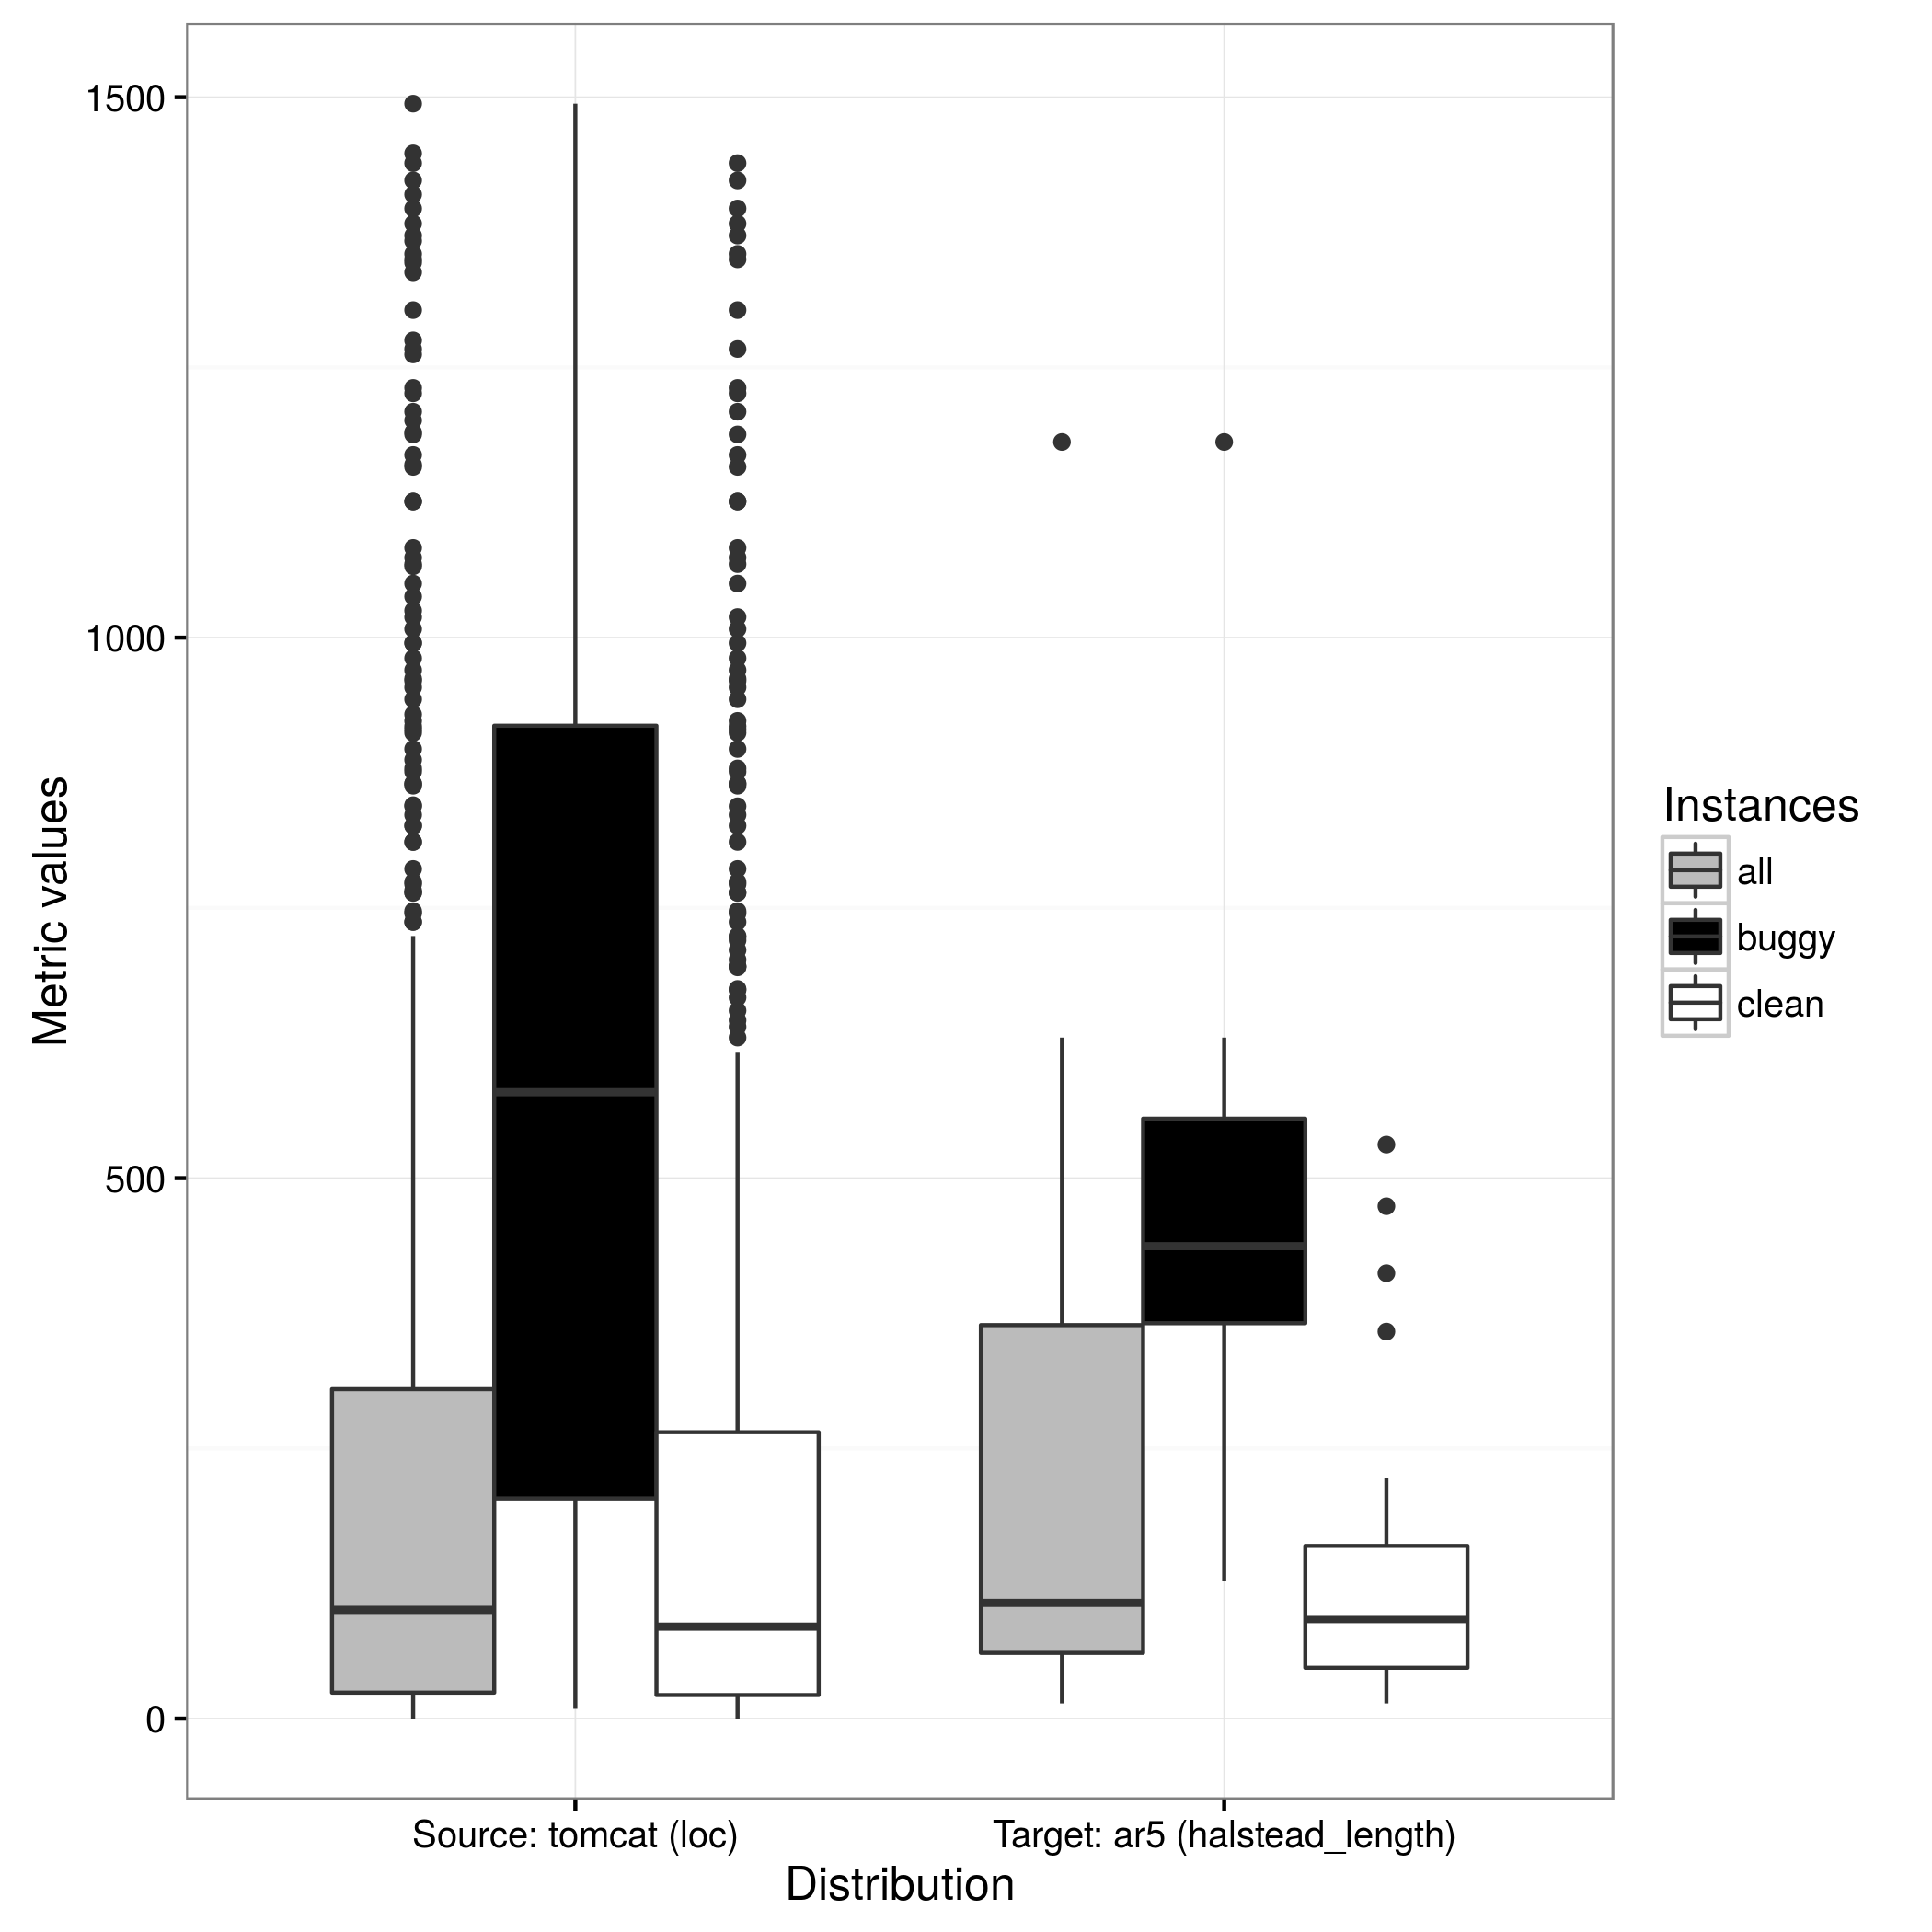 1500
1000
500
0
Metric values
Source: tomcat (loc)
Target: ar5 (halstead_length)
Distribution
Instances
all
buggy
clean